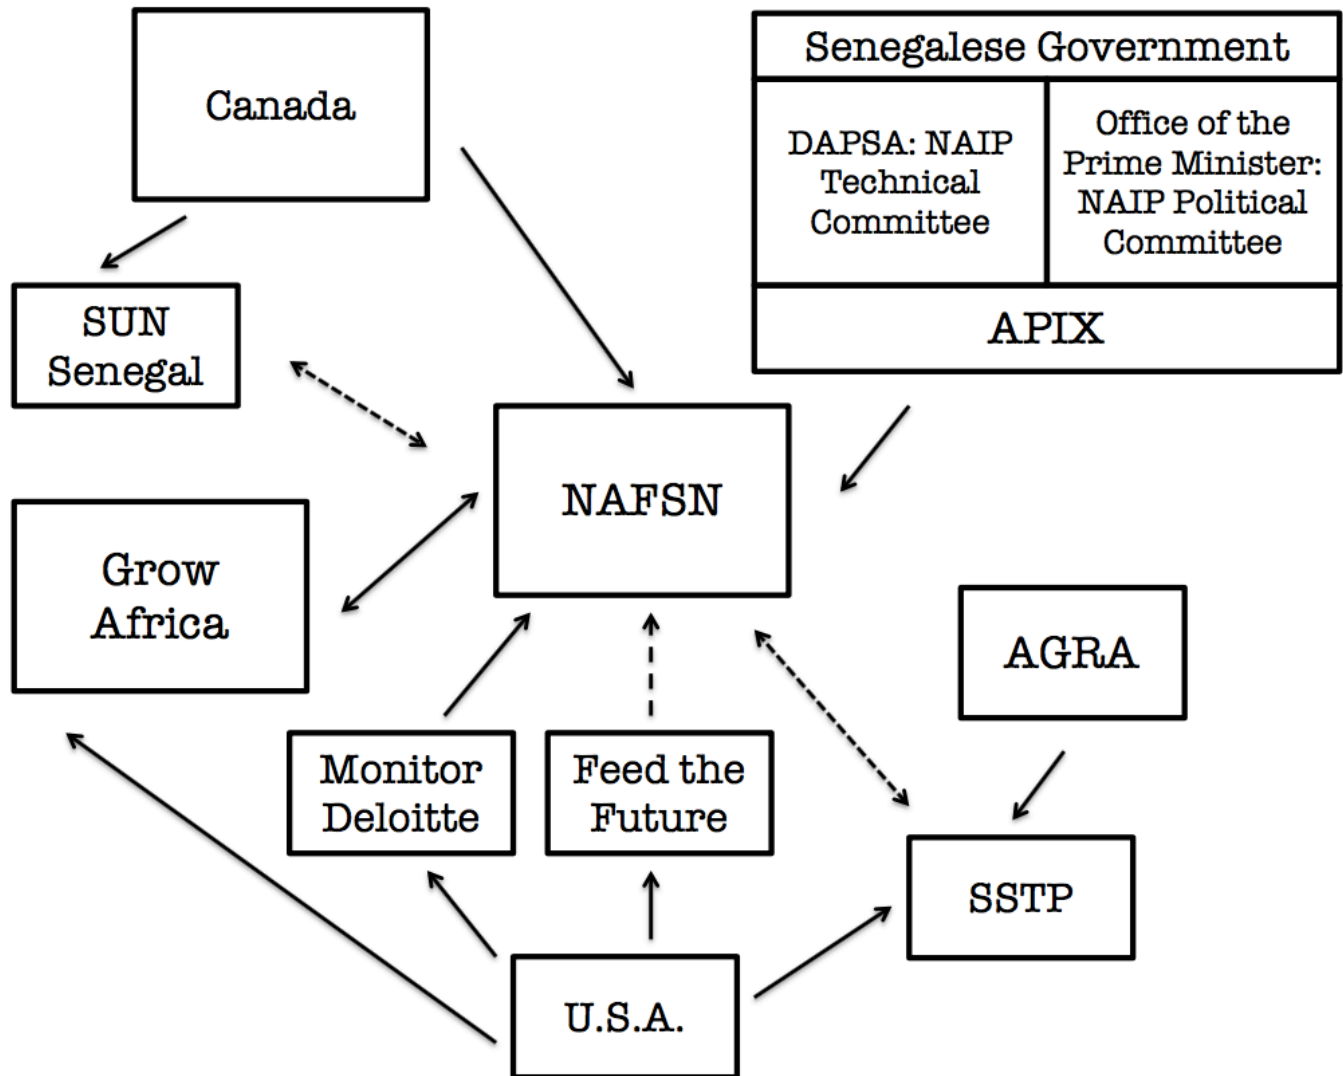 Canada
Senegalese Government
DAPSA: NAIP
Technical
Committee
Office of the
Prime Minister:
NAIP Political
Committee
APIX
SUN
Senegal
NAFSN
Grow
Africa
AGRA
Monitor
Deloitte
Feed the
Future
SSTP
U.S.A.